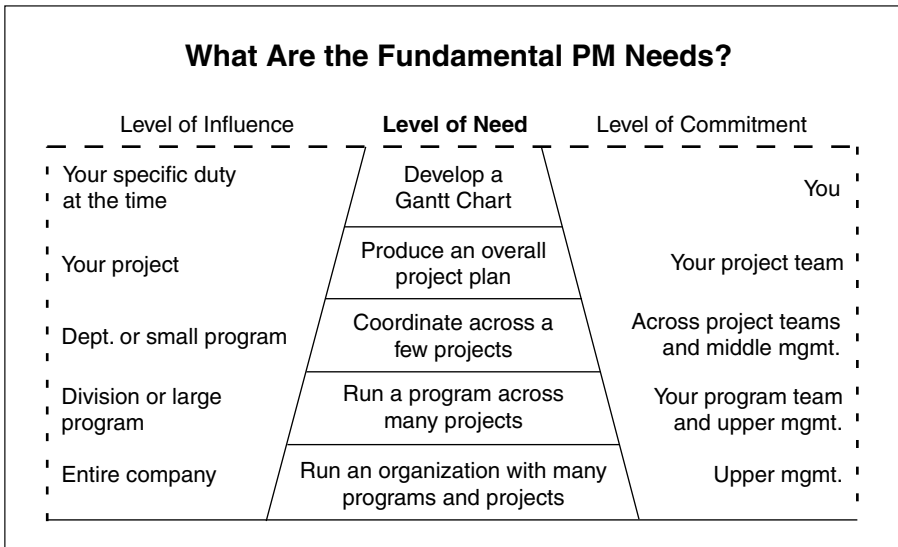 What Are the Fundamental PM Needs?
Level of Influence
Level of Need
Level of Commitment
Your specific duty
at the time
Develop a
Gantt Chart
You
Your project
Produce an overall
project plan
Your project team
Dept. or small program
Coordinate across a
few projects
Across project teams
and middle mgmt.
Division or large
program
Run a program across
many projects
Your program team
and upper mgmt.
Entire company
Run an organization with many
programs and projects
Upper mgmt.